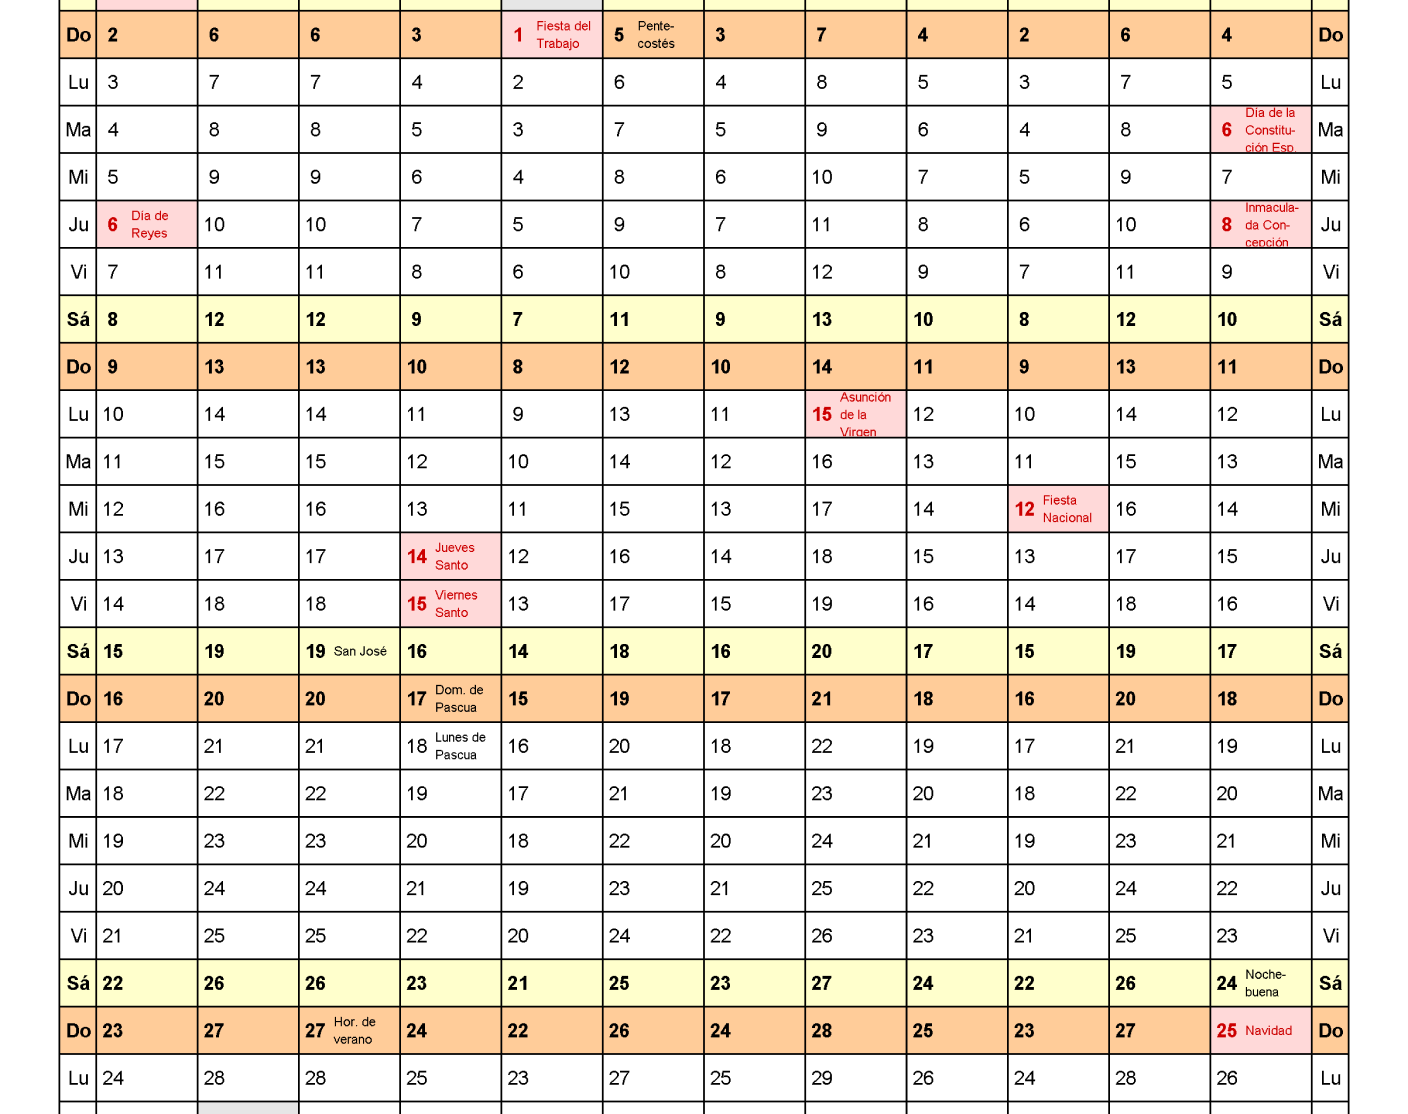 Do 2 6 6 3 1 Fiesta del Trabajo 5 Pente-costés 3 7 4 2 6 4 Do
Lu 3 7 7 4 2 6 4 8 5 3 7 5 Lu
Ma 4 8 8 5 3 7 5 9 6 4 8 6 Día de la Constitu-ción Esp. Ma
Mi 5 9 9 6 4 8 6 10 7 5 9 7 Mi
Ju 6 Día de Reyes 10 10 7 5 9 7 11 8 6 10 8 Inmacula-da Con-cepción Ju
Vi 7 11 11 8 6 10 8 12 9 7 11 9 Vi
Sá 8 12 12 9 7 11 9 13 10 8 12 10 Sá
Do 9 13 13 10 8 12 10 14 11 9 13 11 Do
Lu 10 14 14 11 9 13 11 15 Asunción de la Virgen 12 10 14 12 Lu
Ma 11 15 15 12 10 14 12 16 13 11 15 13 Ma
Mi 12 16 16 13 11 15 13 17 14 12 Fiesta Nacional 16 14 Mi
Ju 13 17 17 14 Jueves Santo 12 16 14 18 15 13 17 15 Ju
Vi 14 18 18 15 Viernes Santo 13 17 15 19 16 14 18 16 Vi
Sá 15 19 19 San José 16 14 18 16 20 17 15 19 17 Sá
Do 16 20 20 17 Dom. de Pascua 15 19 17 21 18 16 20 18 Do
Lu 17 21 21 18 Lunes de Pascua 16 20 18 22 19 17 21 19 Lu
Ma 18 22 22 19 17 21 19 23 20 18 22 20 Ma
Mi 19 23 23 20 18 22 20 24 21 19 23 21 Mi
Ju 20 24 24 21 19 23 21 25 22 20 24 22 Ju
Vi 21 25 25 22 20 24 22 26 23 21 25 23 Vi
Sá 22 26 26 23 21 25 23 27 24 22 26 24 Noche-buena Sá
Do 23 27 27 Hor. de verano 24 22 26 24 28 25 23 27 25 Navidad Do
Lu 24 28 28 25 23 27 25 29 26 24 28 26 Lu